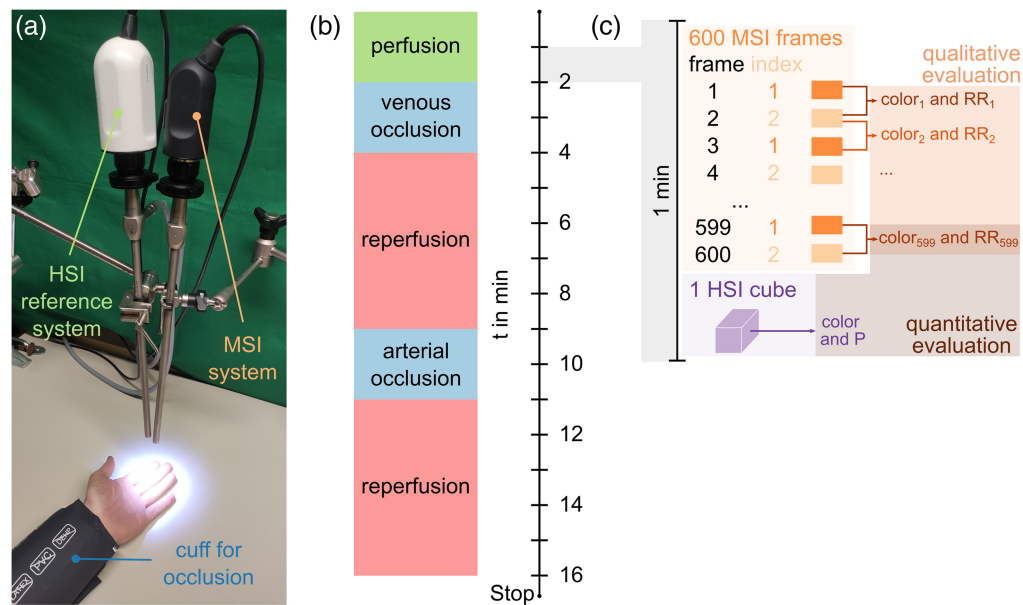 (a)
HSI
reference
system
MSI
system
LATEX
PVC
DEHP
cuff for
occlusion
(b)
perfusion
venous
occlusion
reperfusion
arterial
occlusion
reperfusion
t in min
2
4
6
8
10
12
14
16
Stop
(c)
1 min
600 MSI frames
frame index
1 1
2 2
3 1
4 2
...
599 1
600 2
qualitative
evaluation
color₁ and RR₁
color₂ and RR₂
...
color₅₉₉ and RR₅₉₉
1 HSI cube
color
and P
quantitative
evaluation